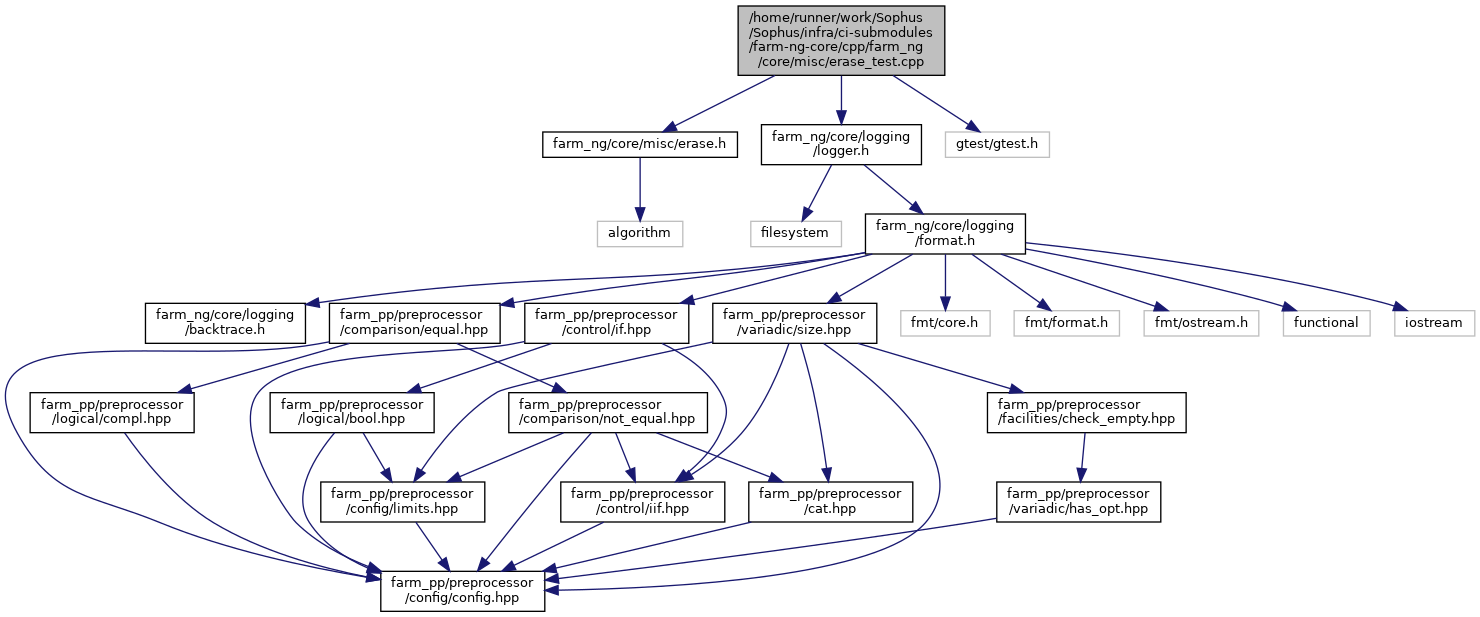 /home/runner/work/Sophus
/Sophus/infra/ci-submodules
/farm-ng-core/cpp/farm_ng
/core/misc/erase_test.cpp
farm_ng/core/misc/erase.h
farm_ng/core/logging
/logger.h
gtest/gtest.h
algorithm
filesystem
farm_ng/core/logging
/format.h
farm_ng/core/logging
/backtrace.h
farm_pp/preprocessor
/comparison/equal.hpp
farm_pp/preprocessor
/control/if.hpp
farm_pp/preprocessor
/variadic/size.hpp
fmt/core.h
fmt/format.h
fmt/ostream.h
functional
iostream
farm_pp/preprocessor
/logical/compl.hpp
farm_pp/preprocessor
/logical/bool.hpp
farm_pp/preprocessor
/comparison/not_equal.hpp
farm_pp/preprocessor
/facilities/check_empty.hpp
farm_pp/preprocessor
/config/limits.hpp
farm_pp/preprocessor
/control/iif.hpp
farm_pp/preprocessor
/cat.hpp
farm_pp/preprocessor
/variadic/has_opt.hpp
farm_pp/preprocessor
/config/config.hpp